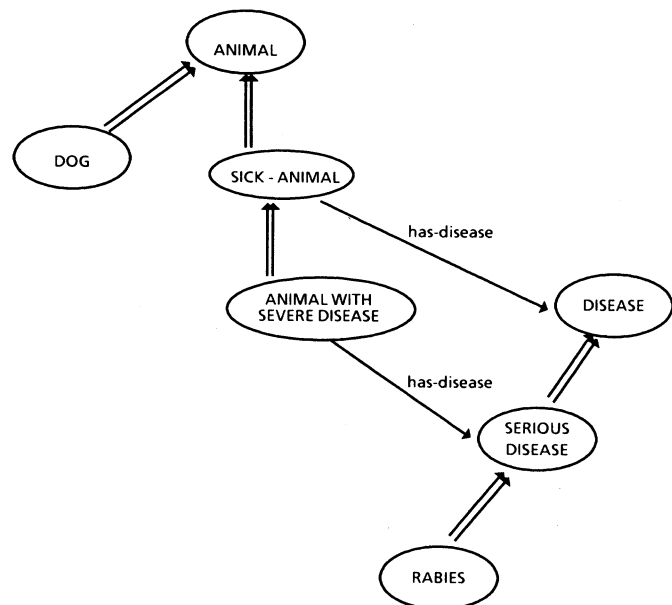 ANIMAL
DOG
SICK - ANIMAL
has-disease
ANIMAL WITH
SEVERE DISEASE
DISEASE
has-disease
SERIOUS
DISEASE
RABIES